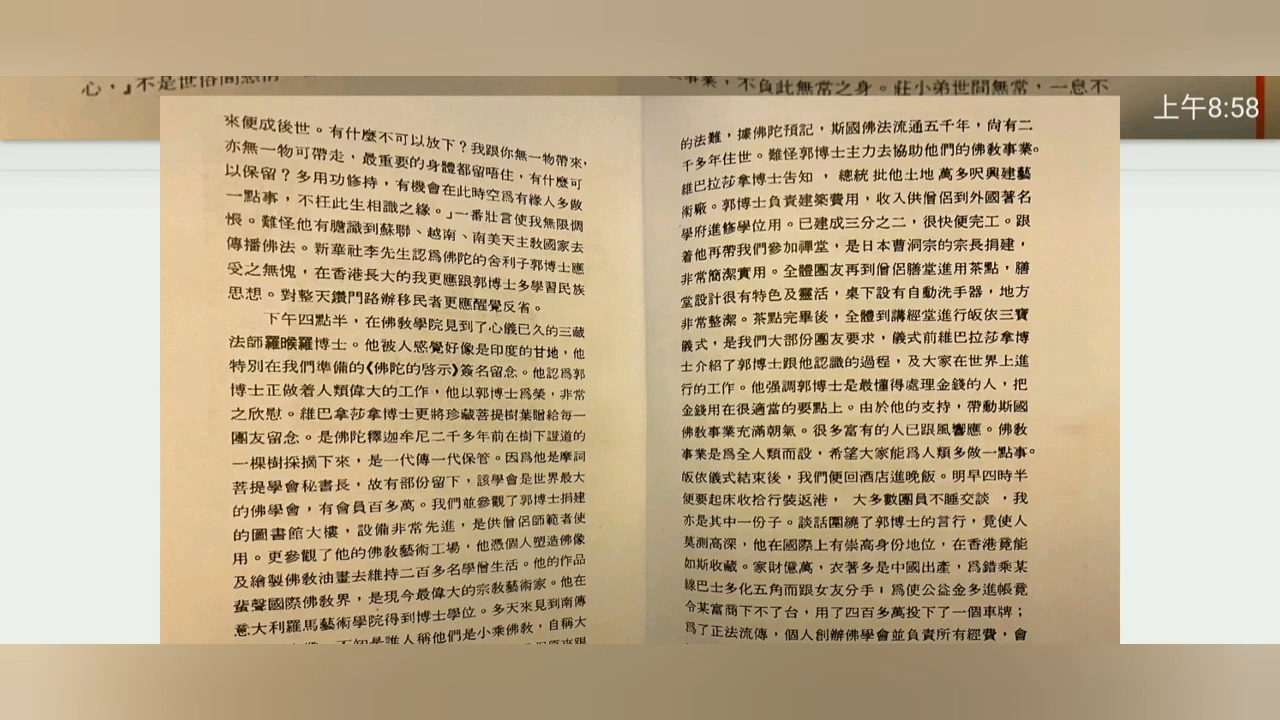 心，』不是世俗間
事業，不負此無常之身。莊小弟世間無常，一息不
上午8:58
來便成後世。有什麼不可以放下？我跟你無一物帶來，
亦無一物可帶走，最重要的身體都留唔住，有什麼可
以保留？多用功修持，有機會在此時空爲有緣人多做
一點事，不枉此生相識之緣。」一番壯言使我無限惆
悵。難怪他有膽識到蘇聯、越南、南美天主教國家去
傳播佛法。新華社李先生認爲佛陀的舍利子郭博士應
受之無愧，在香港長大的我更應跟郭博士多學習民族
思想。對整天鑽門路辦移民者更應醒覺反省。
下午四點半，在佛敎學院見到了心儀已久的三藏
法師羅睺羅博士。他被人感覺好像是印度的甘地，他
特別在我們準備的《佛陀的啓示》簽名留念。他認爲郭
博士正做着人類偉大的工作，他以郭博士爲榮，非常
之欣慰。維巴拿莎拿博士更將珍藏菩提樹葉贈給每一
團友留念。是佛陀釋迦牟尼二千多年前在樹下證道的
一棵樹採摘下來，是一代傳一代保管。因爲他是摩訶
菩提學會秘書長，故有部份留下，該學會是世界最大
的佛學會，有會員百多萬。我們並參觀了郭博士捐建
的圖書館大樓，設備非常先進，是供僧侶師範者使
用。更參觀了他的佛敎藝術工場，他憑個人塑造佛像
及繪製佛敎油畫去維持二百多名學僧生活。他的作品
蜚聲國際佛敎界，是現今最偉大的宗敎藝術家。他在
意大利羅馬藝術學院得到博士學位。多天來見到南傳
不知是誰人稱他們是小乘佛敎，自稱大
的法難，據佛陀預記，斯國佛法流通五千年，尙有二
千多年住世。難怪郭博士主力去協助他們的佛敎事業。
維巴拉莎拿博士告知，總統批他土地萬多呎興建藝
術廠。郭博士負責建築費用，收入供僧侶到外國著名
學府進修學位用。已建成三分之二，很快便完工。跟
着他再帶我們參加禪堂，是日本曹洞宗的宗長捐建，
非常簡潔實用。全體團友再到僧侶膳堂進用茶點，膳
堂設計很有特色及靈活，桌下設有自動洗手器，地方
非常整潔。茶點完畢後，全體到講經堂進行皈依三寶
儀式，是我們大部份團友要求，儀式前維巴拉莎拿博
士介紹了郭博士跟他認識的過程，及大家在世界上進
行的工作。他强調郭博士是最懂得處理金錢的人，把
金錢用在很適當的要點上。由於他的支持，帶動斯國
佛敎事業充滿朝氣。很多富有的人已跟風響應。佛敎
事業是爲全人類而設，希望大家能爲人類多做一點事。
皈依儀式結束後，我們便回酒店進晚飯。明早四時半
便要起床收拾行裝返港，大多數團員不睡交談，我
亦是其中一份子。談話圍繞了郭博士的言行，竟使人
莫測高深，他在國際上有崇高身份地位，在香港竟能
如斯收藏。家財億萬，衣著多是中國出產，爲錯乘某
線巴士多化五角而跟女友分手；爲使公益金多進帳竟
令某富商下不了台，用了四百多萬投下了一個車牌；
爲了正法流傳，個人創辦佛學會並負責所有經費，會